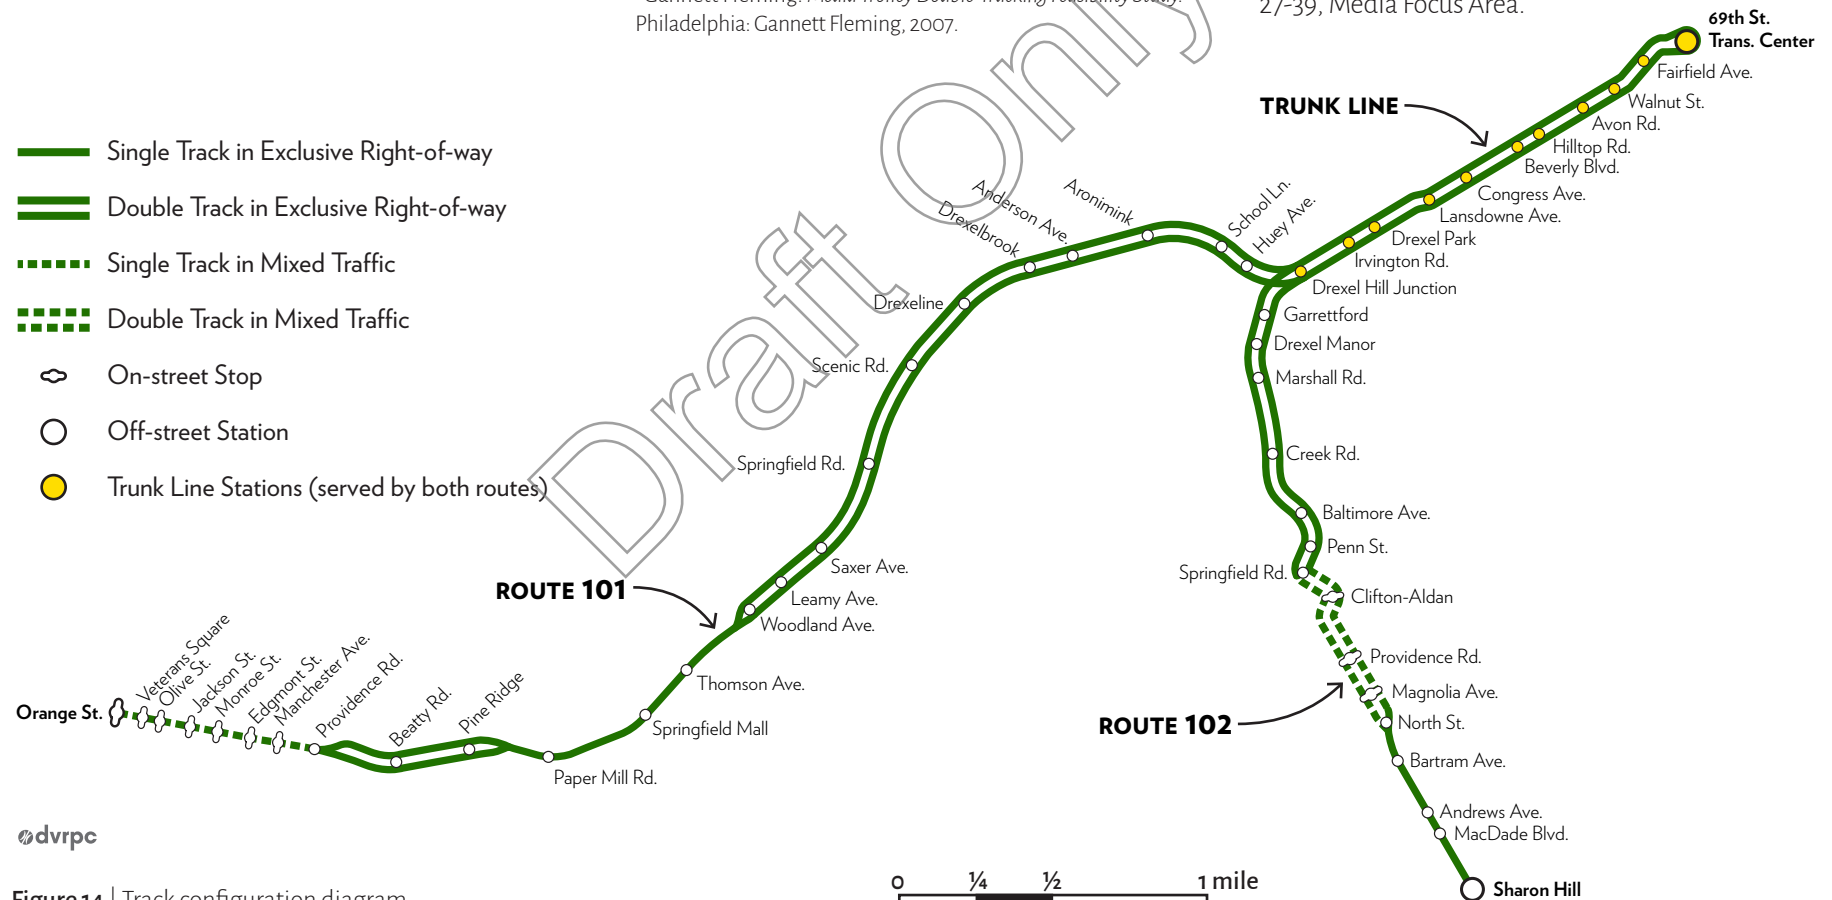 Gannett Fleming. Media Trolley Double Tracking Feasibility Study.
Philadelphia: Gannett Fleming, 2007.
27-39, Media Focus Area.
Draft Only
Single Track in Exclusive Right-of-way
Double Track in Exclusive Right-of-way
Single Track in Mixed Traffic
Double Track in Mixed Traffic
On-street Stop
Off-street Station
Trunk Line Stations (served by both routes)
TRUNK LINE
69th St.
Trans. Center
Fairfield Ave.
Walnut St.
Avon Rd.
Hilltop Rd.
Beverly Blvd.
Congress Ave.
Lansdowne Ave.
Drexel Park
Irvington Rd.
Drexel Hill Junction
Huey Ave.
School Ln.
Aronimink
Anderson Ave.
Drexelbrook
Drexeline
Scenic Rd.
Springfield Rd.
Saxer Ave.
Leamy Ave.
Woodland Ave.
ROUTE 101
Thomson Ave.
Springfield Mall
Paper Mill Rd.
Pine Ridge
Beatty Rd.
Providence Rd.
Manchester Ave.
Edgmont St.
Monroe St.
Jackson St.
Olive St.
Veterans Square
Orange St.
Garrettford
Drexel Manor
Marshall Rd.
Creek Rd.
Baltimore Ave.
Penn St.
Springfield Rd.
Clifton-Aldan
Providence Rd.
Magnolia Ave.
ROUTE 102
North St.
Bartram Ave.
Andrews Ave.
MacDade Blvd.
Sharon Hill
dvrpc
0 ¼ ½ 1 mile
Figure 14 | Track configuration diagram